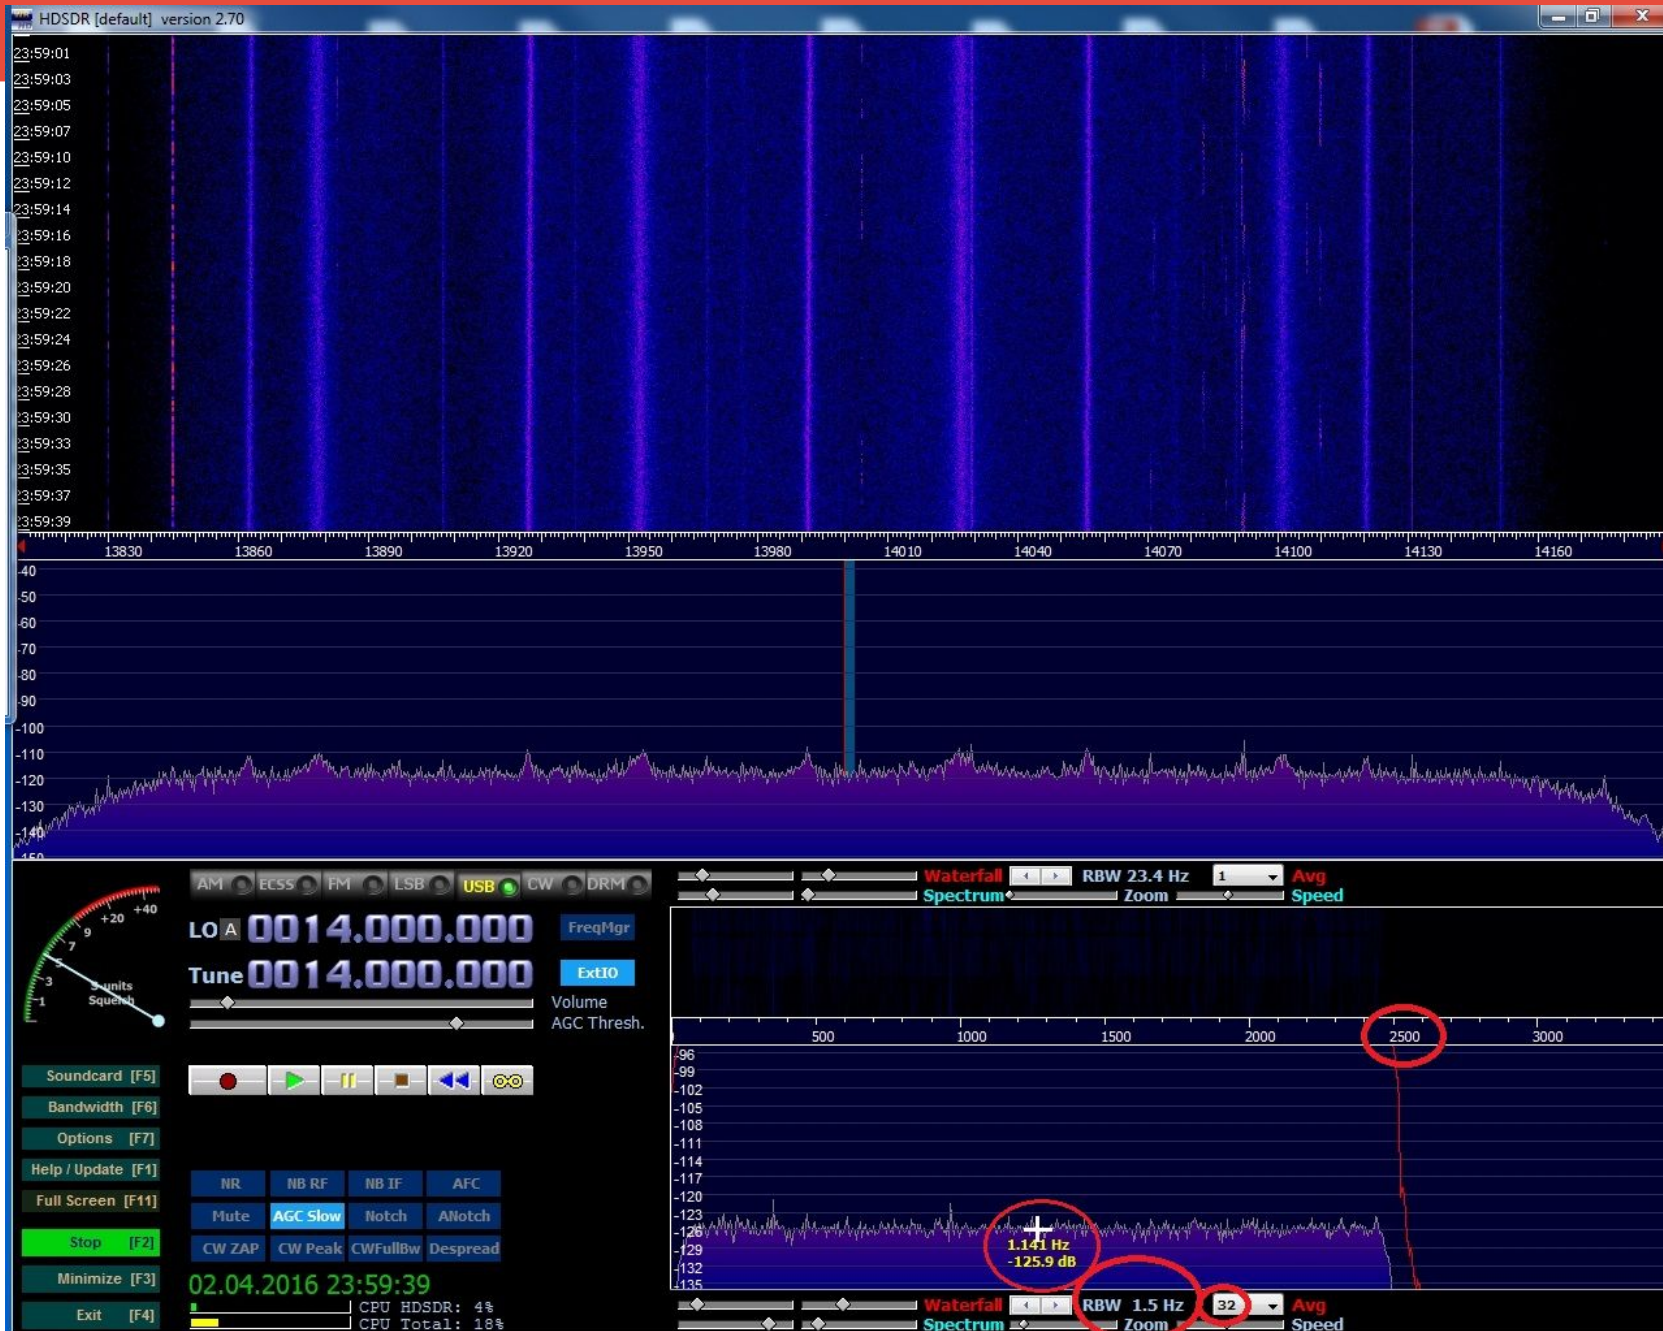 HDSDR [default] version 2.70
23:59:01
23:59:03
23:59:05
23:59:07
23:59:10
23:59:12
23:59:14
23:59:16
23:59:18
23:59:20
23:59:22
23:59:24
23:59:26
23:59:28
23:59:30
23:59:33
23:59:35
23:59:37
23:59:39
13830 13860 13890 13920 13950 13980 14010 14040 14070 14100 14130 14160
-40
-50
-60
-70
-80
-90
-100
-110
-120
-130
-140
-150
AM ECSS FM LSB USB CW DRM
LO A 0014.000.000 FreqMgr
Tune 0014.000.000 ExtIO
Volume
AGC Thresh.
1 3 5 7 9 +20 +40
S-units
Squelch
Soundcard [F5]
Bandwidth [F6]
Options [F7]
Help / Update [F1]
Full Screen [F11]
Stop [F2]
Minimize [F3]
Exit [F4]
NR NB RF NB IF AFC
Mute AGC Slow Notch ANotch
CW ZAP CW Peak CWFullBw Despread
02.04.2016 23:59:39
CPU HDSDR: 4%
CPU Total: 18%
Waterfall RBW 23.4 Hz 1 Avg
Spectrum Zoom Speed
500 1000 1500 2000 2500 3000
-96
-99
-102
-105
-108
-111
-114
-117
-120
-123
-126
-129
-132
-135
1.141 Hz
-125.9 dB
Waterfall RBW 1.5 Hz 32 Avg
Spectrum Zoom Speed